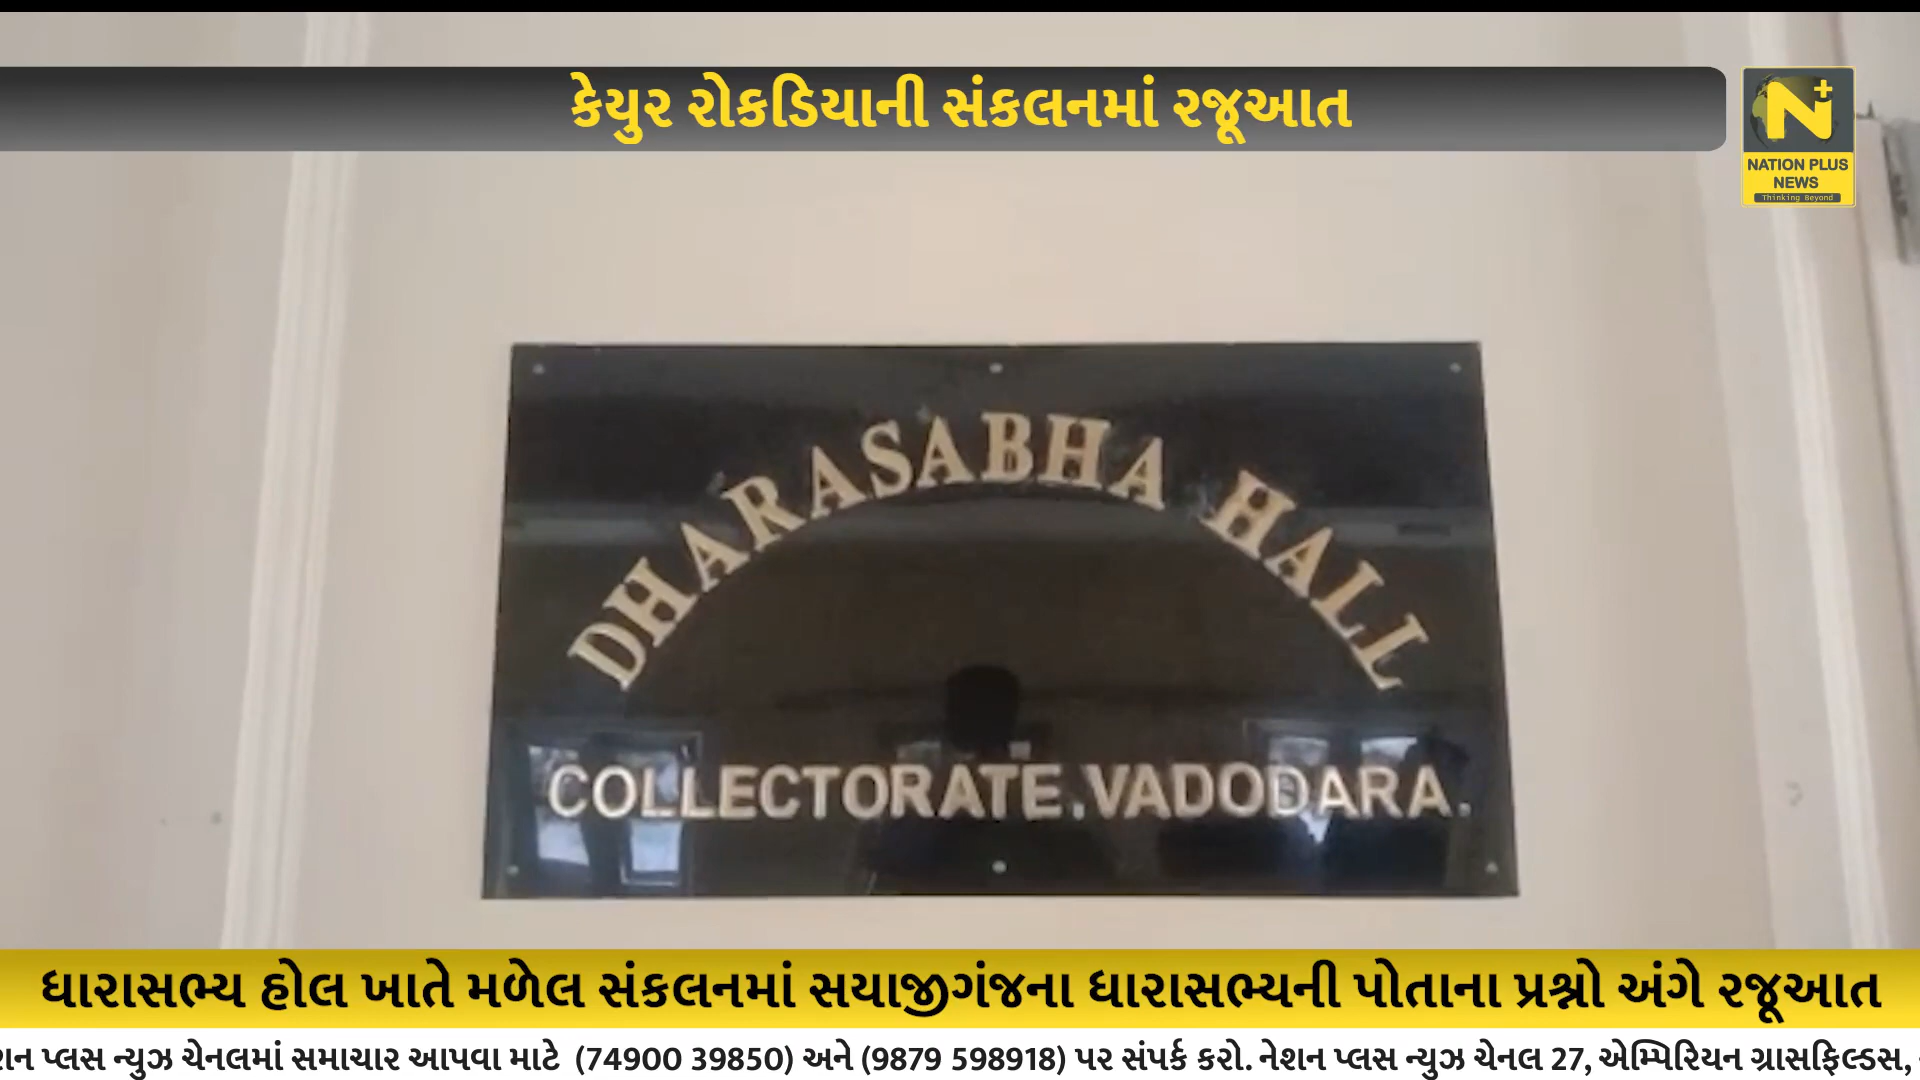 કેયુર રોકડિયાની સંકલનમાં રજૂઆત
N+
NATION PLUS
NEWS
Thinking Beyond
DHARASABHA HALL
COLLECTORATE.VADODARA.
ધારાસભ્ય હોલ ખાતે મળેલ સંકલનમાં સયાજીગંજના ધારાસભ્યની પોતાના પ્રશ્નો અંગે રજૂઆત
પ્લસ ન્યુઝ ચેનલમાં સમાચાર આપવા માટે (74900 39850) અને (9879 598918) પર સંપર્ક કરો. નેશન પ્લસ ન્યુઝ ચેનલ 27, એમ્પિરિયન ગ્રાસફિલ્ડસ,